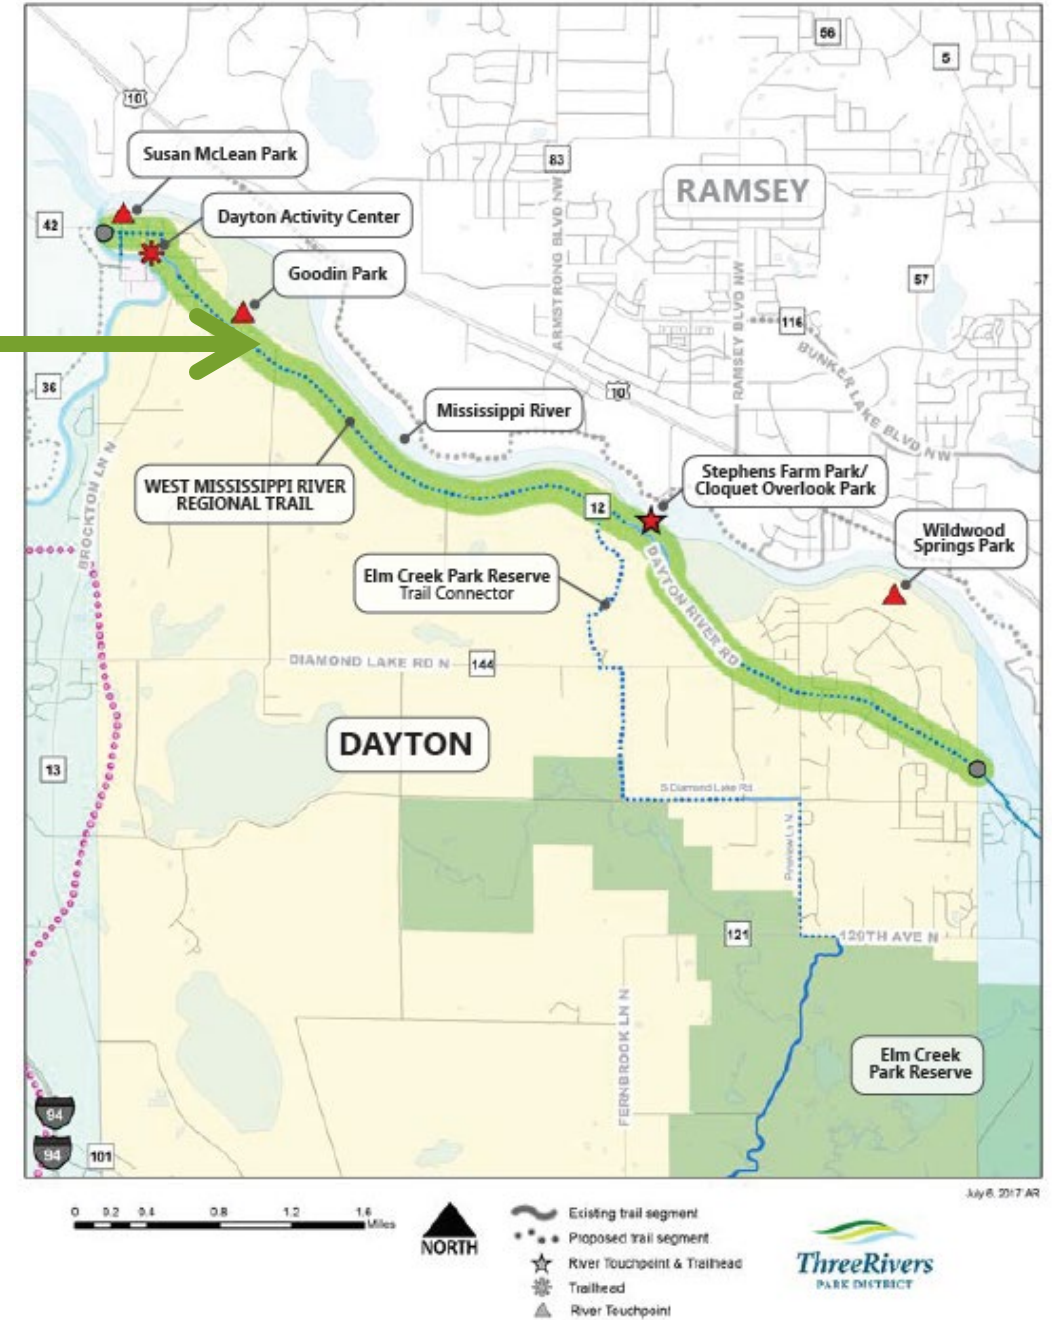 56
5
10
Susan McLean Park
83
RAMSEY
Dayton Activity Center
42
Goodin Park
57
ARMSTRONG BLVD NW
RAMSEY BLVD NW
116
BUNKER LAKE BLVD NW
36
10
Mississippi River
BROCKTON LN N
WEST MISSISSIPPI RIVER
REGIONAL TRAIL
Stephens Farm Park/
Cloquet Overlook Park
12
Wildwood
Springs Park
Elm Creek Park Reserve
Trail Connector
DAYTON RIVER RD
DIAMOND LAKE RD N
144
DAYTON
13
S Diamond Lake Rd
Pineview Ln N
121
129TH AVE N
FERNBROOK LN N
Elm Creek
Park Reserve
94
94
101
July 6, 2017 AR
0 0.2 0.4 0.8 1.2 1.6
Miles
NORTH
Existing trail segment
Proposed trail segment
River Touchpoint & Trailhead
Trailhead
River Touchpoint
ThreeRivers
PARK DISTRICT